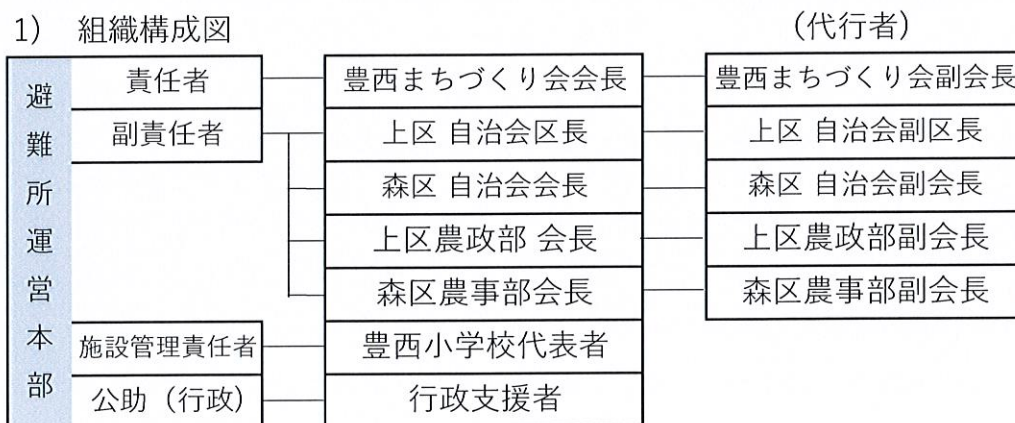 1) 組織構成図
(代行者)
避難所運営本部
責任者
豊西まちづくり会会長
豊西まちづくり会副会長
副責任者
上区 自治会区長
上区 自治会副区長
森区 自治会会長
森区 自治会副会長
上区農政部 会長
上区農政部副会長
森区農事部会長
森区農事部副会長
施設管理責任者
豊西小学校代表者
公助（行政）
行政支援者